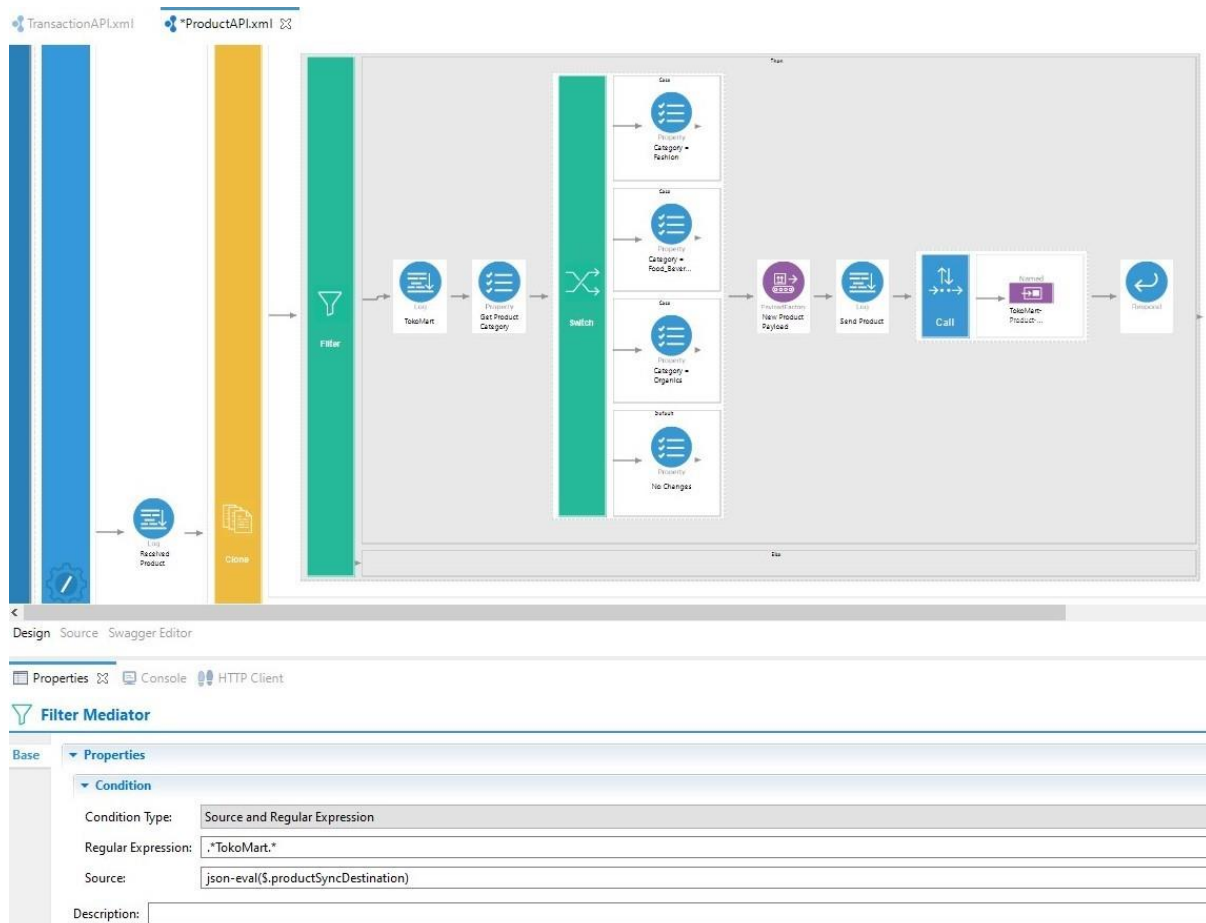 TransactionAPI.xml
*ProductAPI.xml
Then
Case
Property
Category =
Fashion
Case
Property
Category =
Food_Bever...
Case
Property
Category =
Organics
Default
Property
No Changes
Filter
Log
TokoMart
Property
Get Product
Category
Switch
PayloadFactory
New Product
Payload
Log
Send Product
Call
Named
TokoMart-
Product-...
Respond
Log
Received
Product
Clone
Else
Design Source Swagger Editor
Properties Console HTTP Client
Filter Mediator
Base
Properties
Condition
Condition Type: Source and Regular Expression
Regular Expression: .*TokoMart.*
Source: json-eval($.productSyncDestination)
Description: